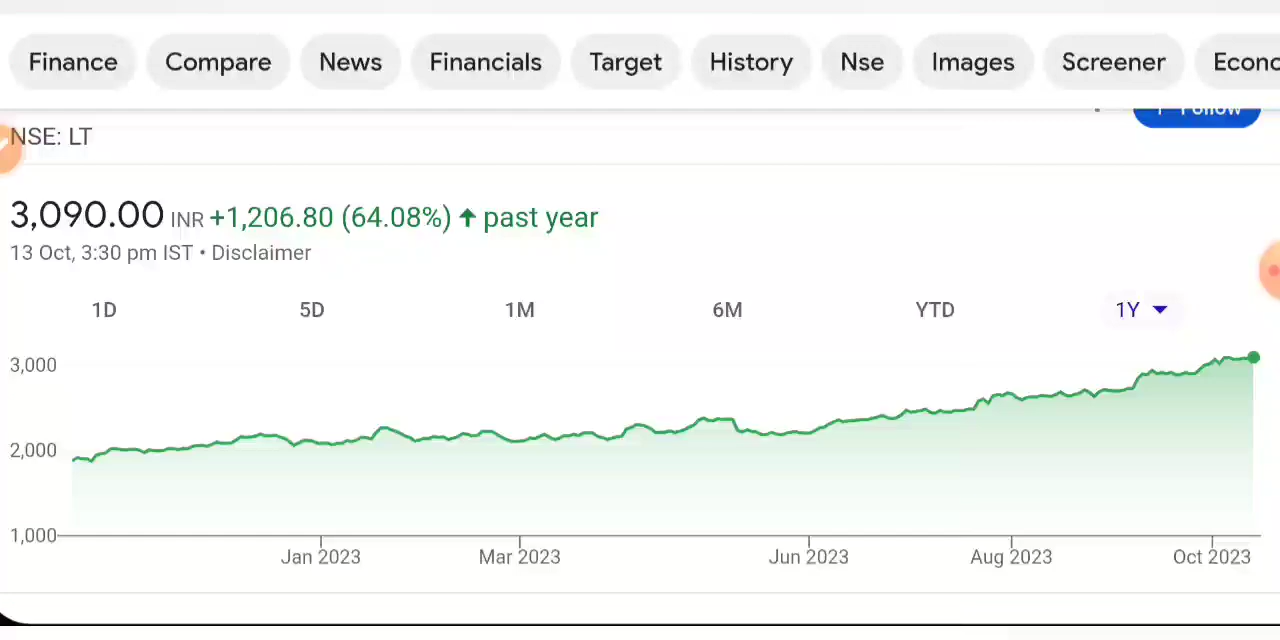 Finance Compare News Financials Target History Nse Images Screener Econo
Follow
NSE: LT
3,090.00 INR +1,206.80 (64.08%) ↑ past year
13 Oct, 3:30 pm IST • Disclaimer
1D 5D 1M 6M YTD 1Y
3,000
2,000
1,000
Jan 2023 Mar 2023 Jun 2023 Aug 2023 Oct 2023